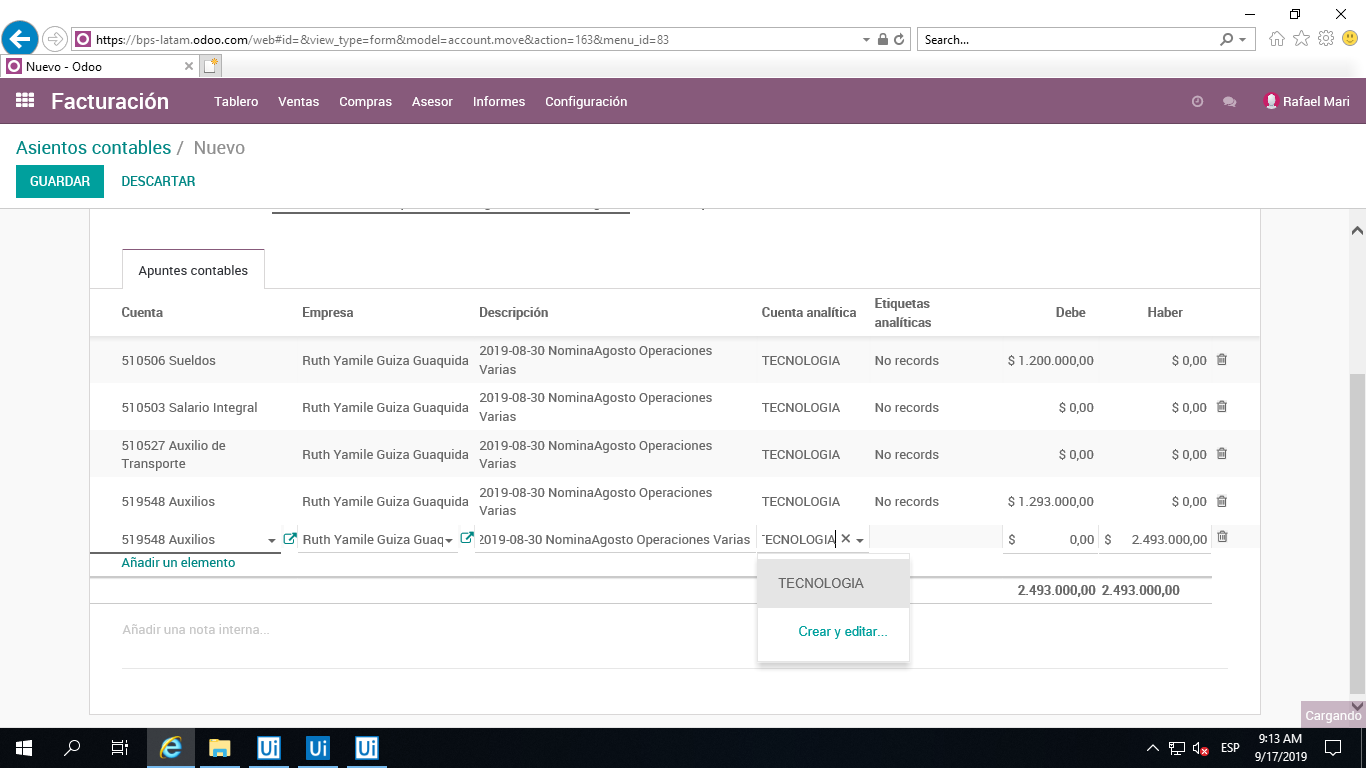 https://bps-latam.odoo.com/web#id=&view_type=form&model=account.move&action=163&menu_id=83
Search...
Nuevo - Odoo
Facturación
Tablero Ventas Compras Asesor Informes Configuración
Rafael Mari
Asientos contables / Nuevo
GUARDAR DESCARTAR
Apuntes contables
Cuenta Empresa Descripción Cuenta analítica Etiquetas analíticas Debe Haber
510506 Sueldos Ruth Yamile Guiza Guaquida 2019-08-30 NominaAgosto Operaciones Varias TECNOLOGIA No records $ 1.200.000,00 $ 0,00
510503 Salario Integral Ruth Yamile Guiza Guaquida 2019-08-30 NominaAgosto Operaciones Varias TECNOLOGIA No records $ 0,00 $ 0,00
510527 Auxilio de Transporte Ruth Yamile Guiza Guaquida 2019-08-30 NominaAgosto Operaciones Varias TECNOLOGIA No records $ 0,00 $ 0,00
519548 Auxilios Ruth Yamile Guiza Guaquida 2019-08-30 NominaAgosto Operaciones Varias TECNOLOGIA No records $ 1.293.000,00 $ 0,00
519548 Auxilios Ruth Yamile Guiza Guaq 2019-08-30 NominaAgosto Operaciones Varias TECNOLOGIA $ 0,00 $ 2.493.000,00
Añadir un elemento
TECNOLOGIA
2.493.000,00 2.493.000,00
Crear y editar...
Añadir una nota interna...
Cargando
Ui Ui Ui
ESP
9:13 AM
9/17/2019